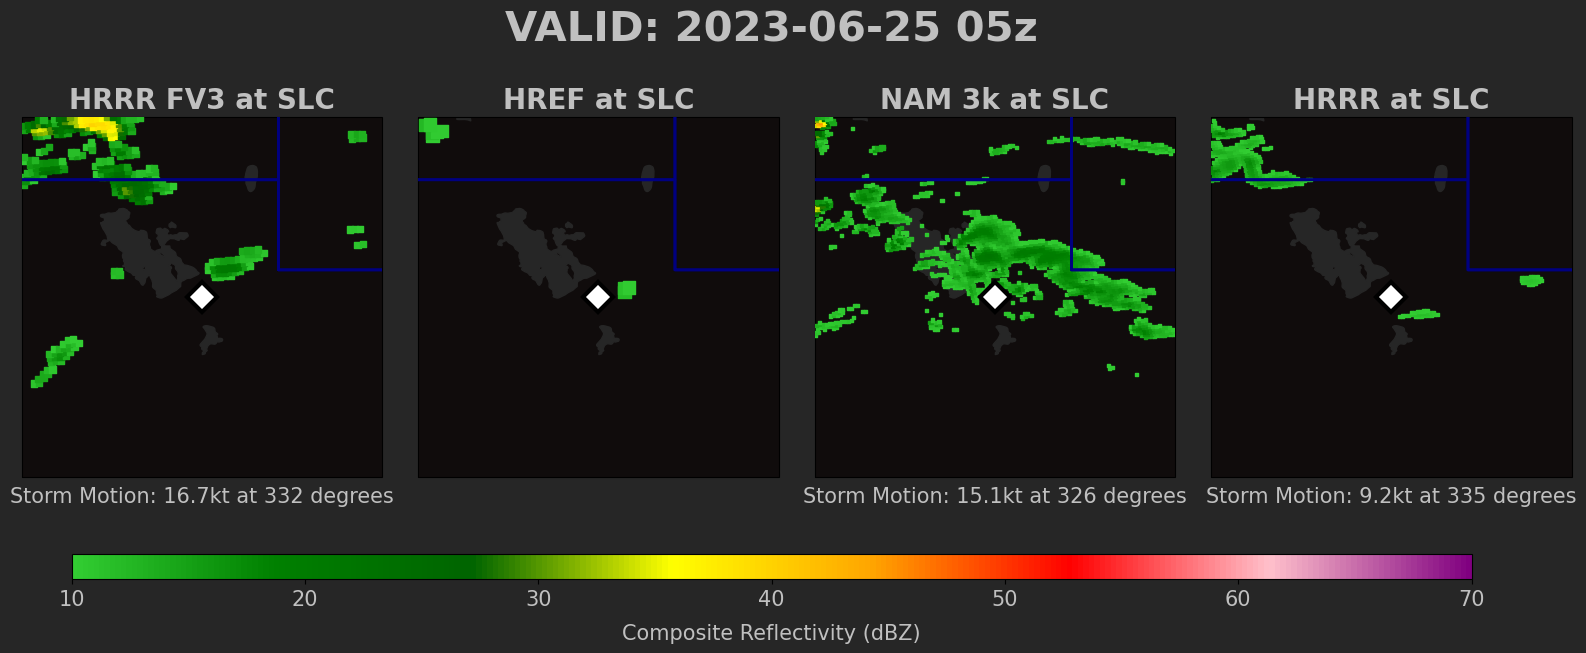 VALID: 2023-06-25 05z
HRRR FV3 at SLC
HREF at SLC
NAM 3k at SLC
HRRR at SLC
Storm Motion: 16.7kt at 332 degrees
Storm Motion: 15.1kt at 326 degrees
Storm Motion: 9.2kt at 335 degrees
10 20 30 40 50 60 70
Composite Reflectivity (dBZ)